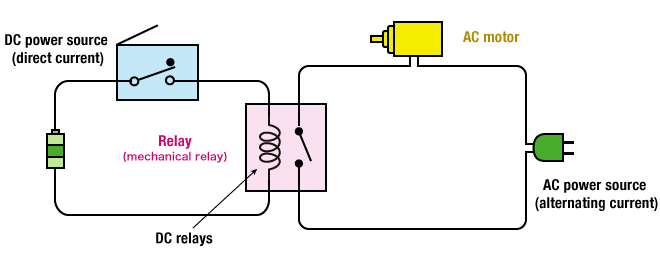 DC power source
(direct current)
AC motor
Relay
(mechanical relay)
AC power source
(alternating current)
DC relays